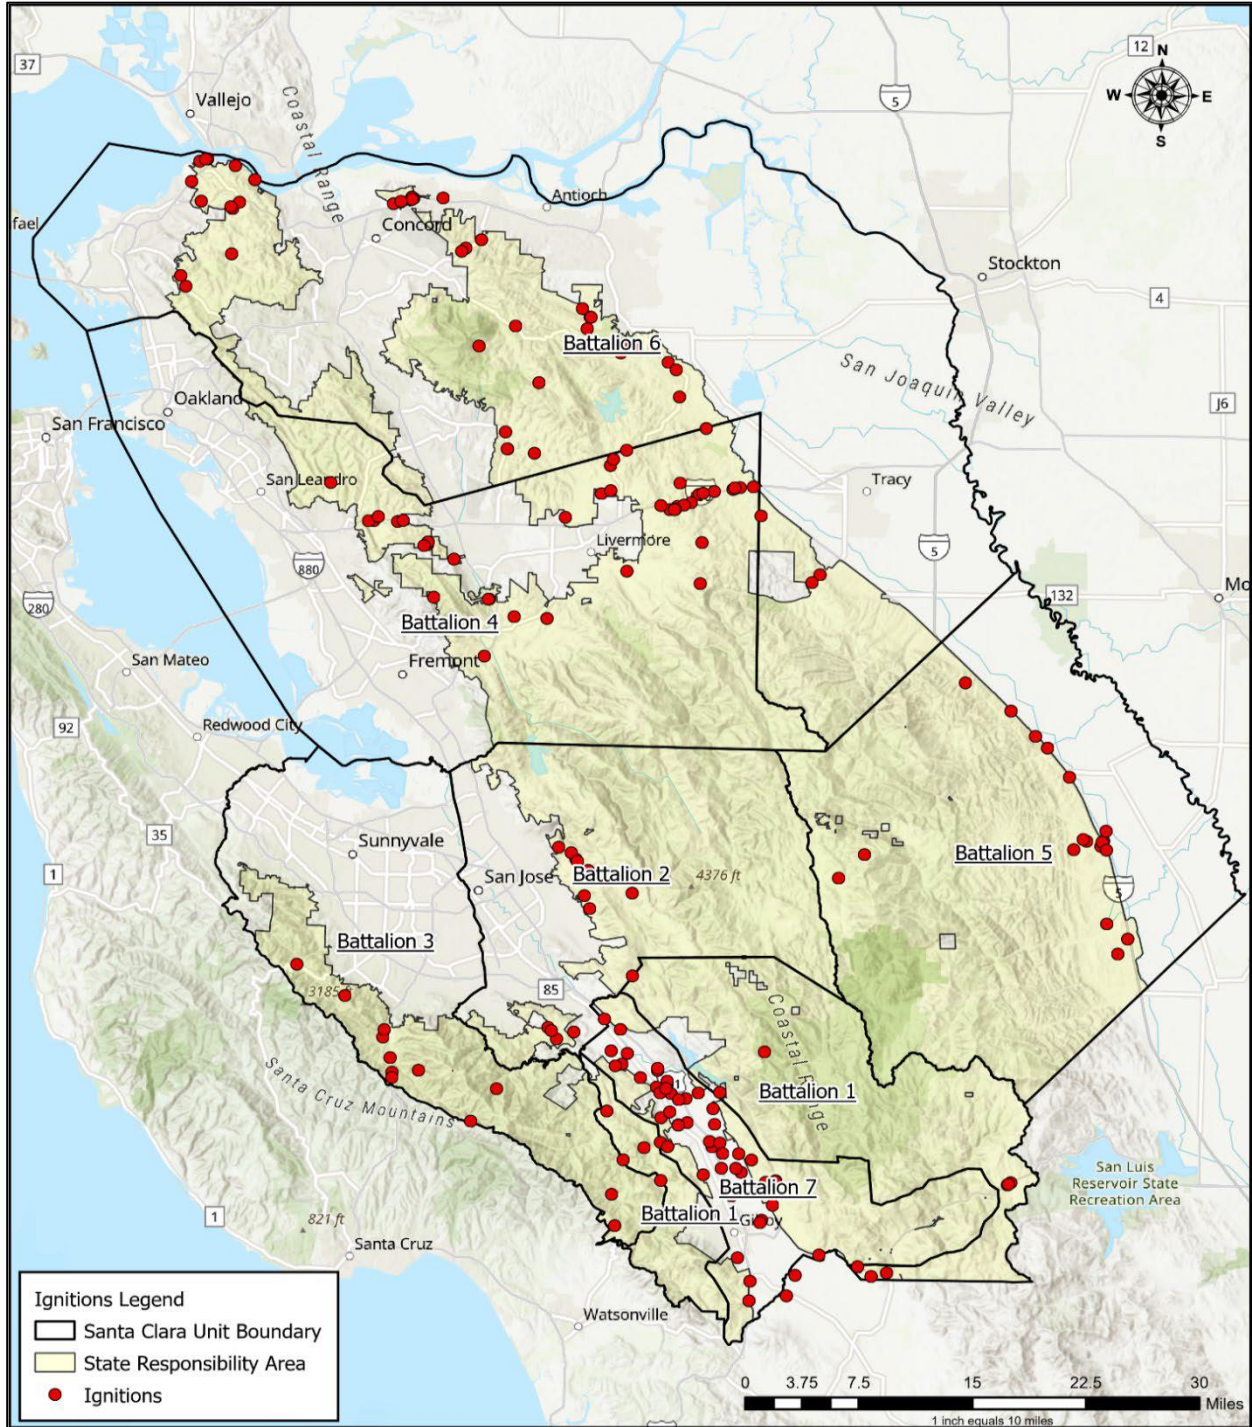 37
Vallejo
Coastal
Range
12
N
W
E
S
5
Antioch
fael
Concord
Stockton
4
Battalion 6
San Joaquin Valley
J6
Oakland
San Francisco
San Leandro
Tracy
Livermore
5
880
280
132
Mo
Battalion 4
San Mateo
Fremont
Redwood City
92
35
1
Sunnyvale
Battalion 5
San Jose
Battalion 2
4376 ft
5
Battalion 3
3185 ft
85
Coastal Range
Santa Cruz Mountains
1
Battalion 1
San Luis
Reservoir State
Recreation Area
Battalion 7
Battalion 1
1
821 ft
Santa Cruz
Watsonville
Ignitions Legend
Santa Clara Unit Boundary
State Responsibility Area
Ignitions
0 3.75 7.5 15 22.5 30
Miles
1 inch equals 10 miles